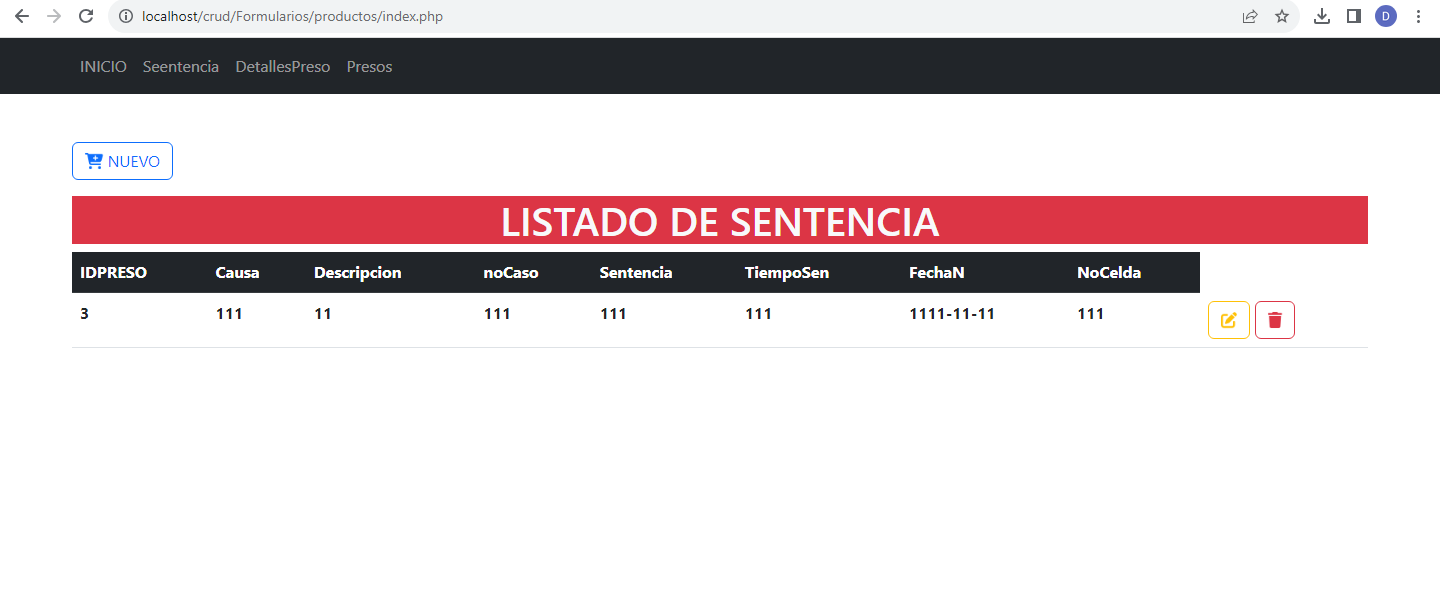 localhost/crud/Formularios/productos/index.php
D
INICIO Seentencia DetallesPreso Presos
NUEVO
LISTADO DE SENTENCIA
IDPRESO Causa Descripcion noCaso Sentencia TiempoSen FechaN NoCelda
3 111 11 111 111 111 1111-11-11 111